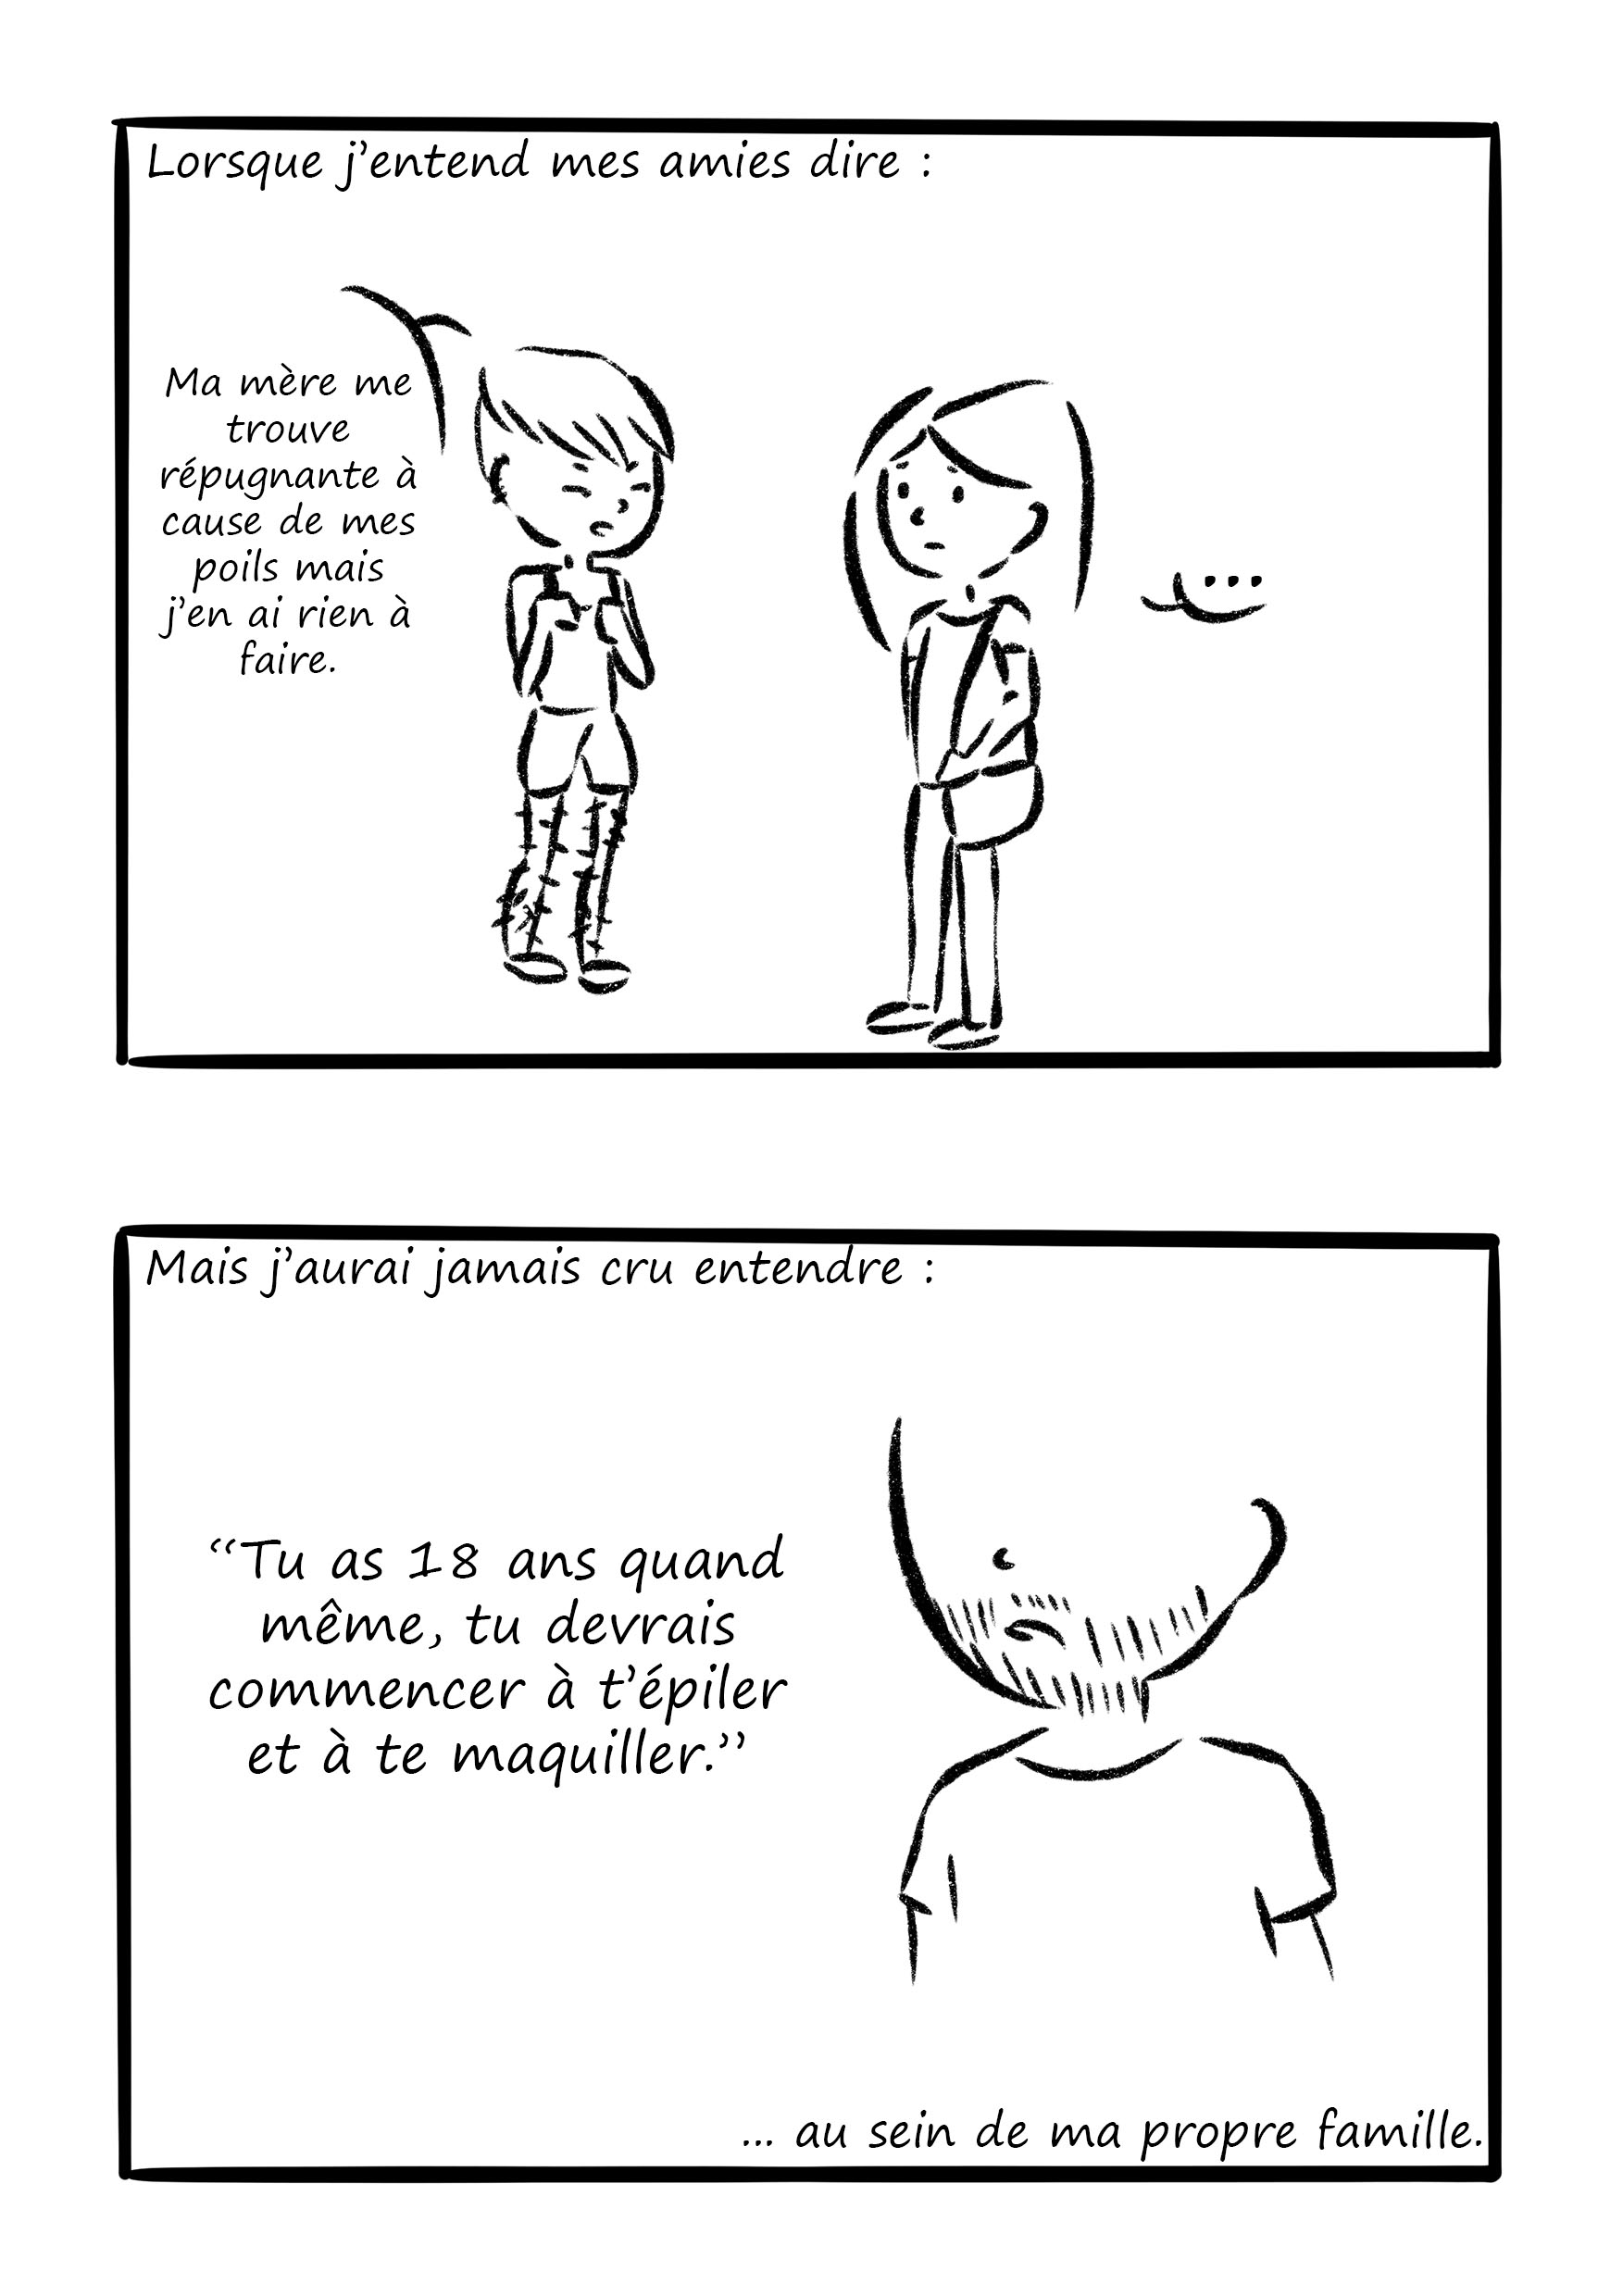 Lorsque j'entend mes amies dire :
Ma mère me
trouve
répugnante à
cause de mes
poils mais
j'en ai rien à
faire.
...
Mais j'aurai jamais cru entendre :
“Tu as 18 ans quand
même, tu devrais
commencer à t'épiler
et à te maquiller.”
... au sein de ma propre famille.